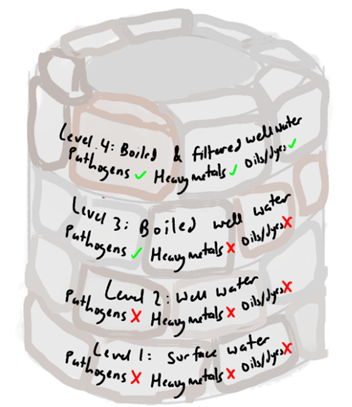 Level 4: Boiled & filtered well water
Pathogens ✓ Heavy metals ✓ Oils/dyes ✓
Level 3: Boiled well water
Pathogens ✓ Heavy metals X Oils/dyes X
Level 2: Well water
Pathogens X Heavy metals X Oils/dyes X
Level 1: Surface water
Pathogens X Heavy metals X Oils/dyes X